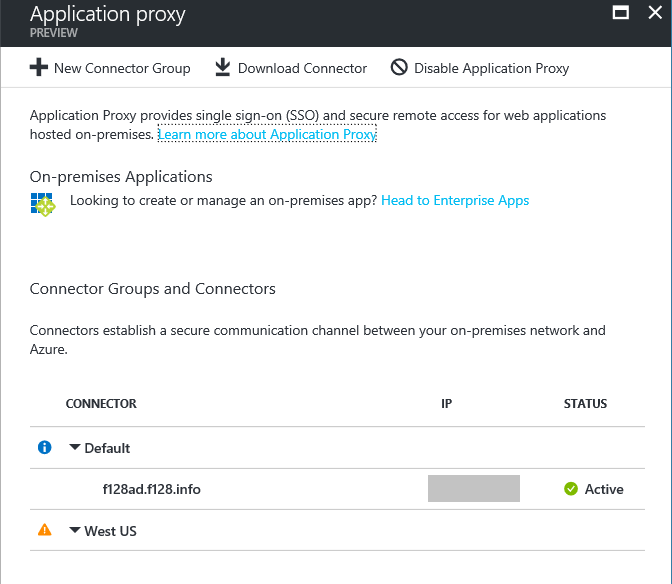 Application proxy
PREVIEW
New Connector Group Download Connector Disable Application Proxy
Application Proxy provides single sign-on (SSO) and secure remote access for web applications
hosted on-premises. Learn more about Application Proxy
On-premises Applications
Looking to create or manage an on-premises app? Head to Enterprise Apps
Connector Groups and Connectors
Connectors establish a secure communication channel between your on-premises network and
Azure.
CONNECTOR IP STATUS
Default
f128ad.f128.info Active
West US